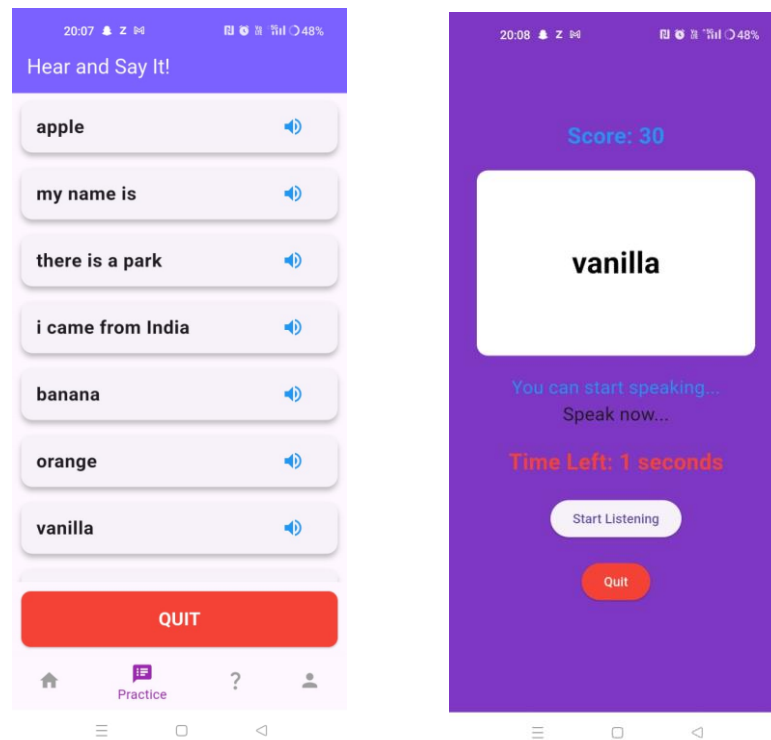 20:07 Z 48%
Hear and Say It!
apple
my name is
there is a park
i came from India
banana
orange
vanilla
QUIT
?
Practice
20:08 Z 48%
Score: 30
vanilla
You can start speaking...
Speak now...
Time Left: 1 seconds
Start Listening
Quit